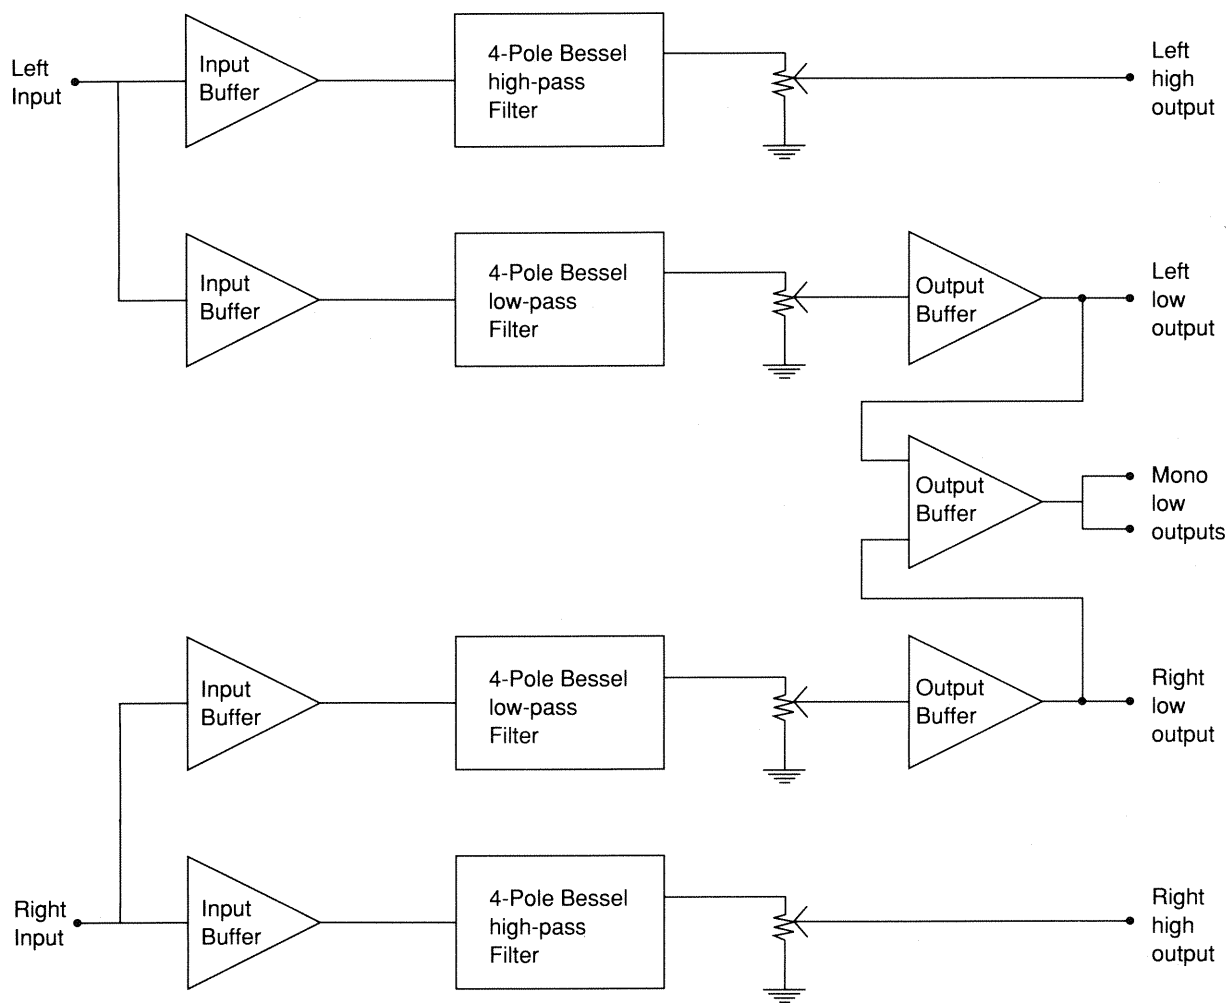 Left
Input
Input
Buffer
4-Pole Bessel
high-pass
Filter
Left
high
output
Input
Buffer
4-Pole Bessel
low-pass
Filter
Output
Buffer
Left
low
output
Output
Buffer
Mono
low
outputs
Input
Buffer
4-Pole Bessel
low-pass
Filter
Output
Buffer
Right
low
output
Right
Input
Input
Buffer
4-Pole Bessel
high-pass
Filter
Right
high
output